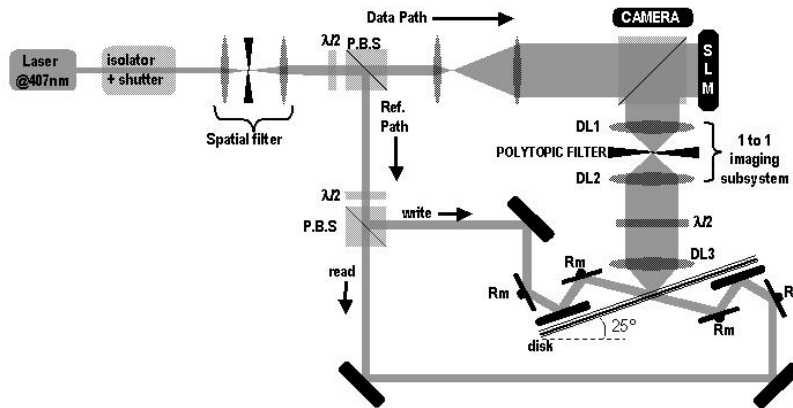 Data Path
CAMERA
Laser
@407nm
isolator
+ shutter
λ/2
P.B.S
S
L
M
Spatial filter
Ref.
Path
DL1
POLYTOPIC FILTER
DL2
1 to 1
imaging
subsystem
λ/2
P.B.S
write
λ/2
read
DL3
Rm
Rm
Rm
25°
disk